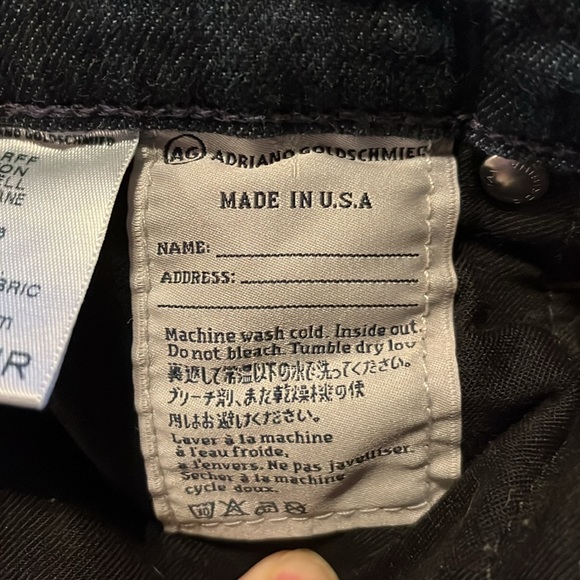 AG ADRIANO GOLDSCHMIED
MADE IN U.S.A
NAME:
ADDRESS:
Machine wash cold. Inside out.
Do not bleach. Tumble dry low
裏返して常温以下の水で洗ってください。
ブリーチ剤、また乾燥機の使
用はお避けください。
Laver à la machine
à l'eau froide,
à l'envers. Ne pas javelliser.
Sécher à la machine
cycle doux.
GOLDSCHMIED
ELL
BRIC
m
R